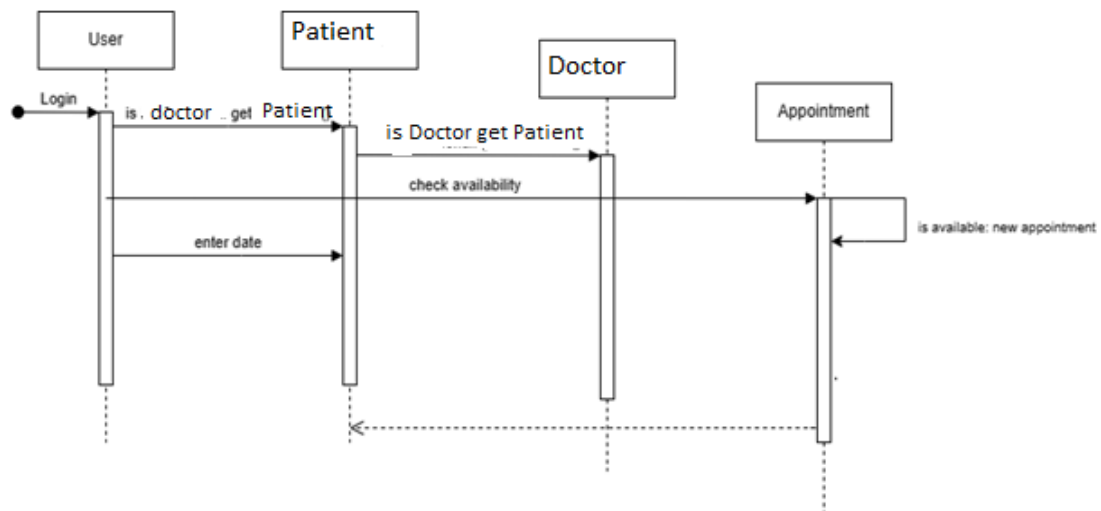 User
Patient
Doctor
Appointment
Login
is . doctor .. get Patient
is Doctor get Patient
check availability
is available: new appointment
enter date